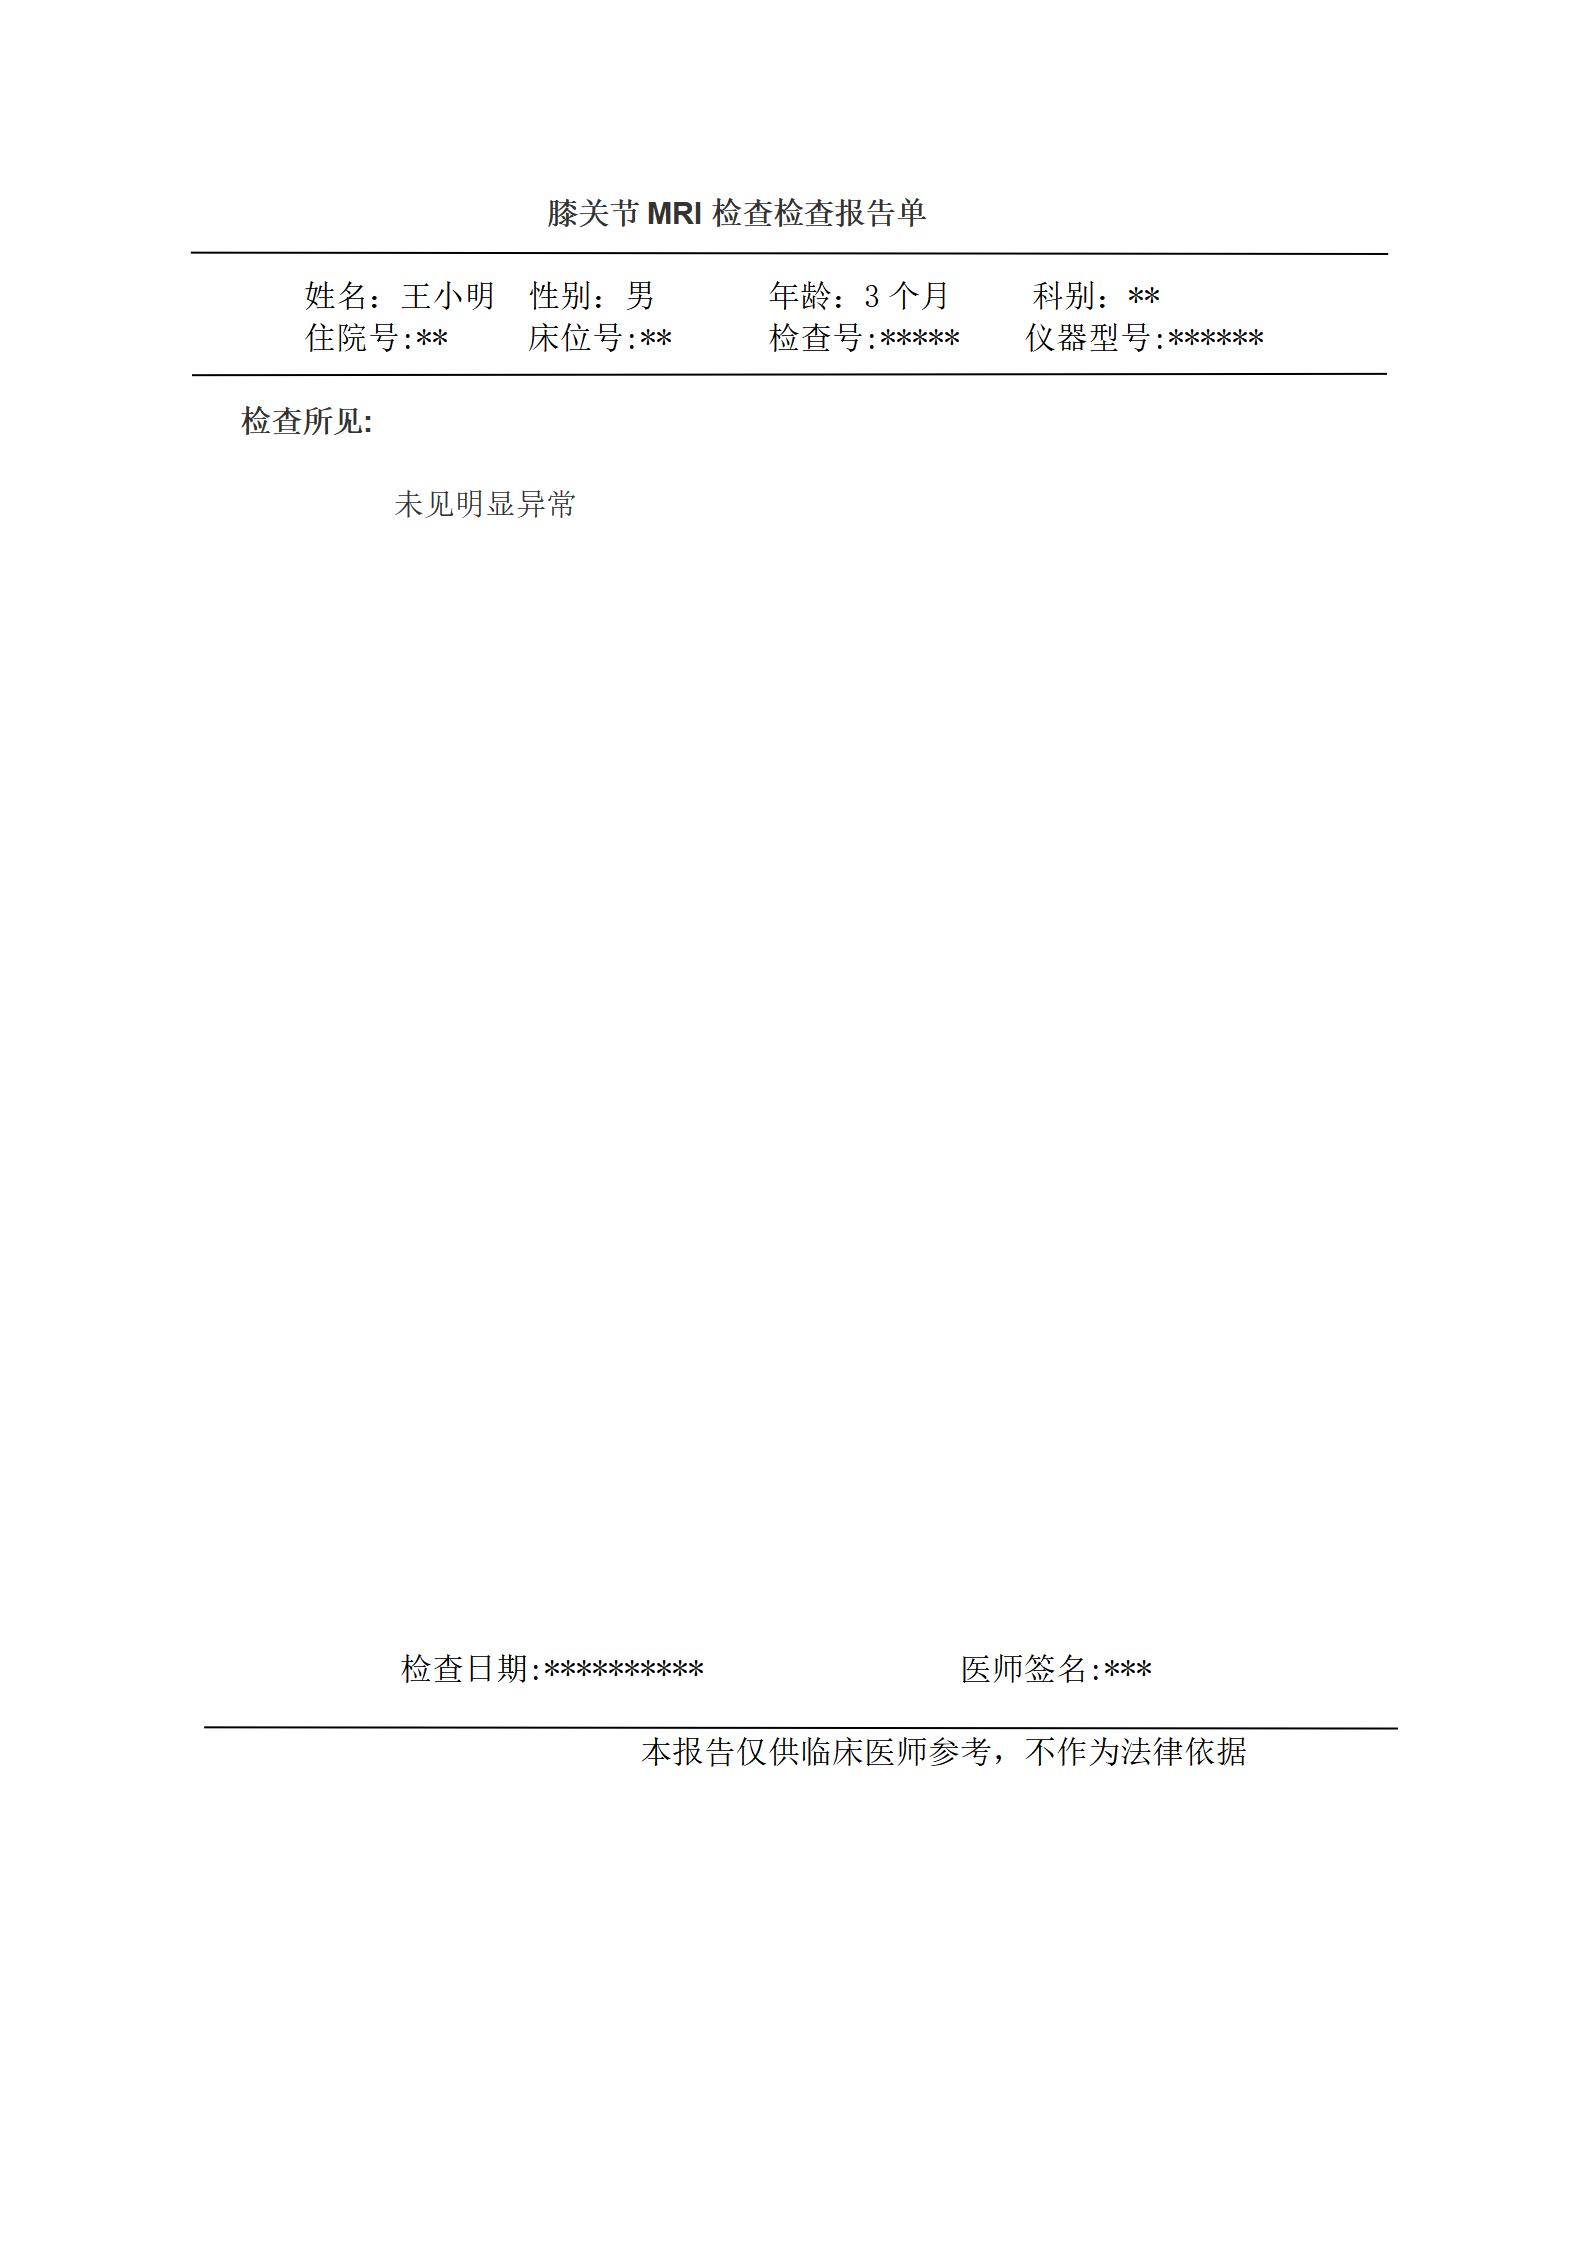 膝关节 MRI 检查检查报告单
姓名：王小明 性别：男 年龄：3 个月 科别：**
住院号:** 床位号:** 检查号:***** 仪器型号:******
检查所见:
未见明显异常
检查日期:********** 医师签名:***
本报告仅供临床医师参考，不作为法律依据